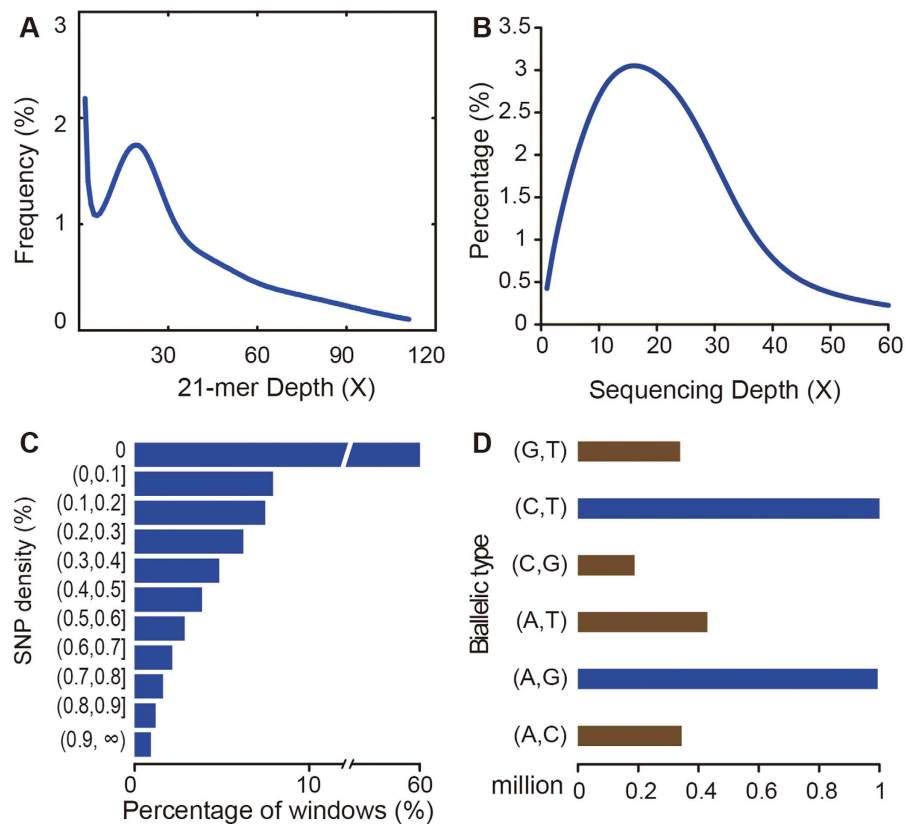 A
3
2
1
0
Frequency (%)
30 60 90 120
21-mer Depth (X)
B
3.5
3
2.5
2
1.5
1
0.5
0
Percentage (%)
0 10 20 30 40 50 60
Sequencing Depth (X)
C
SNP density (%)
0
(0,0.1]
(0.1,0.2]
(0.2,0.3]
(0.3,0.4]
(0.4,0.5]
(0.5,0.6]
(0.6,0.7]
(0.7,0.8]
(0.8,0.9]
(0.9, ∞)
0 10 60
Percentage of windows (%)
D
Biallelic type
(G,T)
(C,T)
(C,G)
(A,T)
(A,G)
(A,C)
million 0 0.2 0.4 0.6 0.8 1